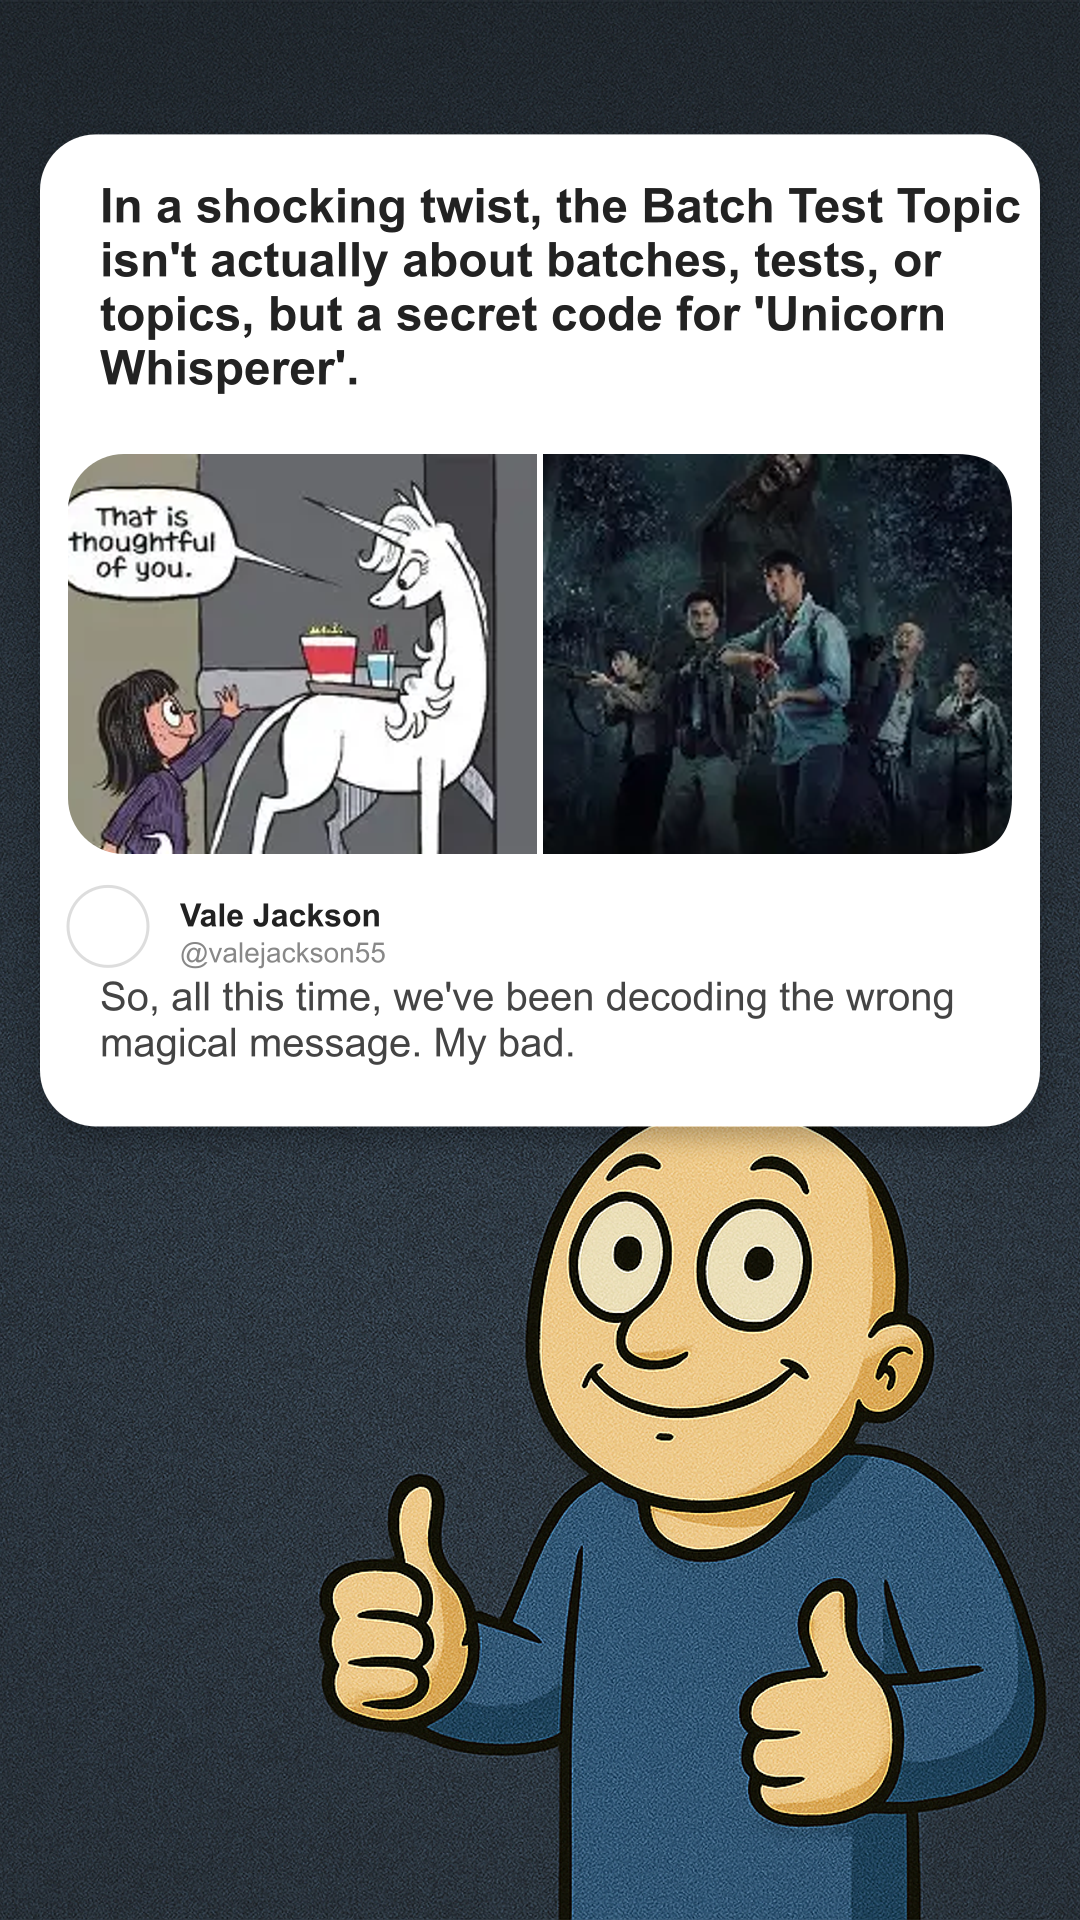 In a shocking twist, the Batch Test Topic
isn't actually about batches, tests, or
topics, but a secret code for 'Unicorn
Whisperer'.
That is
thoughtful
of you.
Vale Jackson
@valejackson55
So, all this time, we've been decoding the wrong
magical message. My bad.